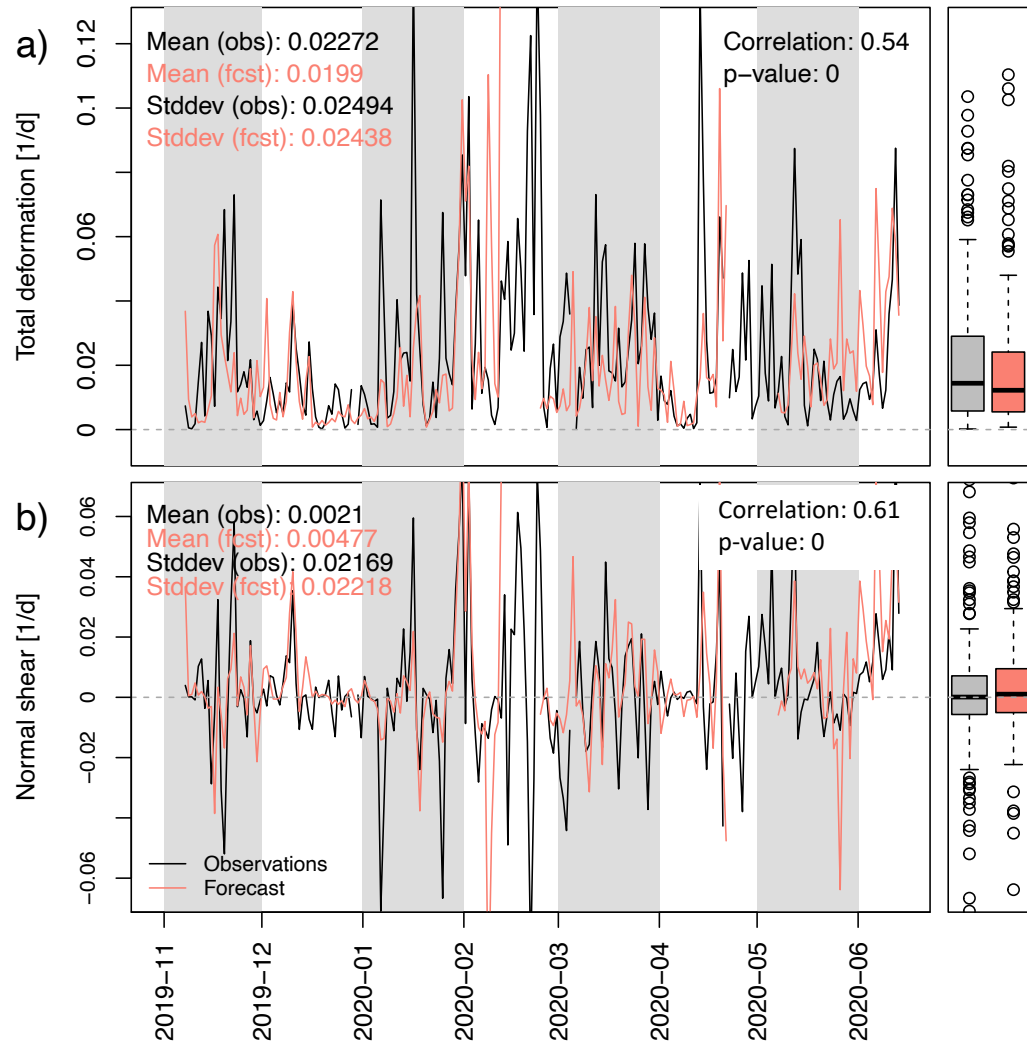 a)
Total deformation [1/d]
0.12
0.1
0.06
0.02
0
Mean (obs): 0.02272
Mean (fcst): 0.0199
Stddev (obs): 0.02494
Stddev (fcst): 0.02438
Correlation: 0.54
p−value: 0
b)
Normal shear [1/d]
0.06
0.04
0.02
0
−0.02
−0.06
Mean (obs): 0.0021
Mean (fcst): 0.00477
Stddev (obs): 0.02169
Stddev (fcst): 0.02218
Correlation: 0.61
p-value: 0
Observations
Forecast
2019−11
2019−12
2020−01
2020−02
2020−03
2020−04
2020−05
2020−06